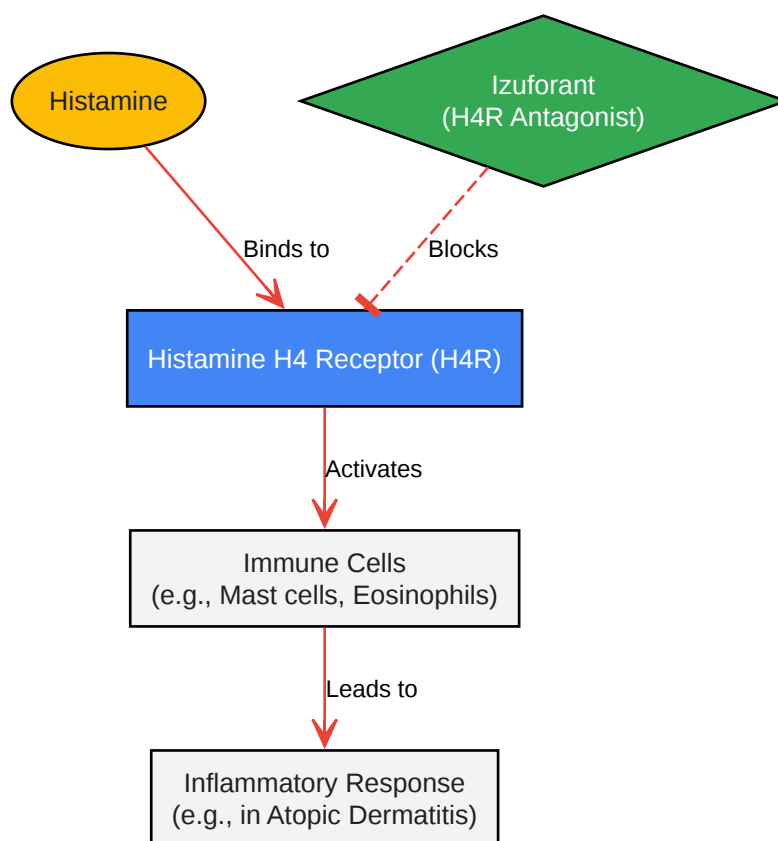 Histamine
Izuforant
(H4R Antagonist)
Binds to
Blocks
Histamine H4 Receptor (H4R)
Activates
Immune Cells
(e.g., Mast cells, Eosinophils)
Leads to
Inflammatory Response
(e.g., in Atopic Dermatitis)